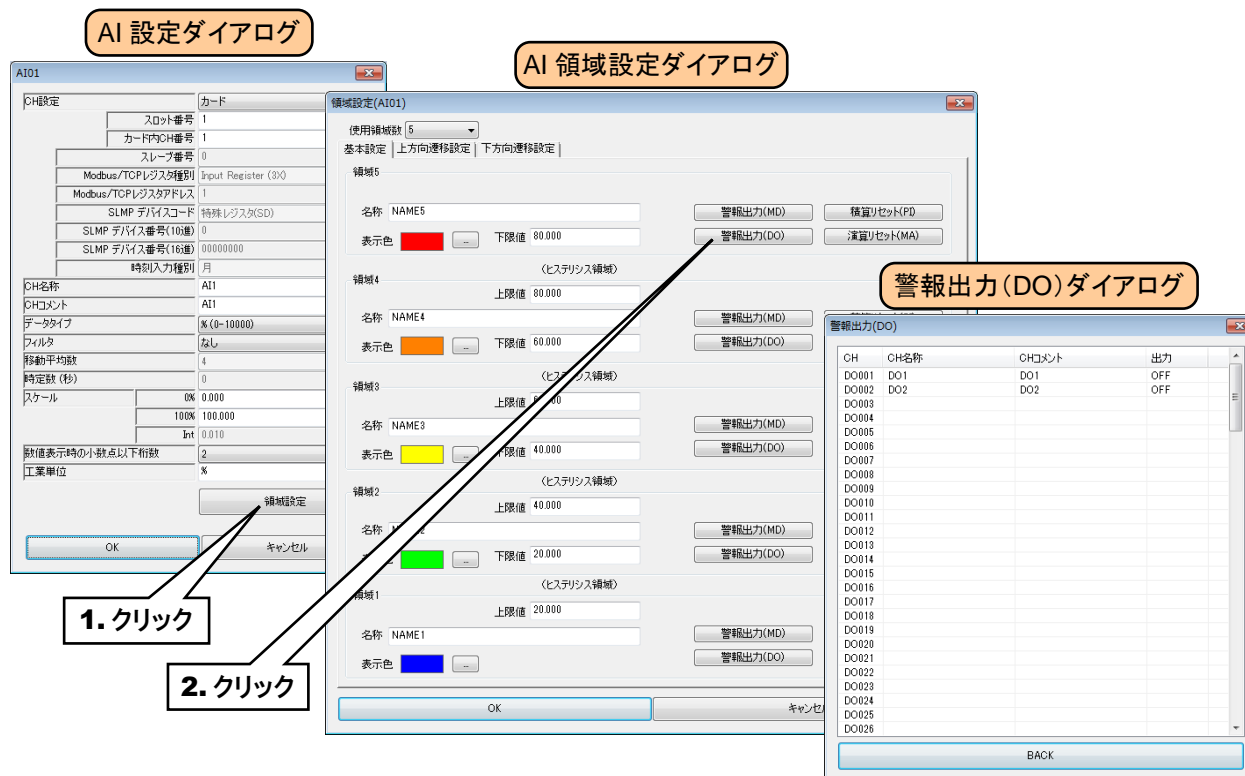 AI 設定ダイアログ
AI01
CH設定 カード
スロット番号 1
カード内CH番号 1
スレーブ番号 0
Modbus/TCPレジスタ種別 Input Register (3X)
Modbus/TCPレジスタアドレス 1
SLMP デバイスコード 特殊レジスタ(SD)
SLMP デバイス番号(10進) 0
SLMP デバイス番号(16進) 00000000
時刻入力種別 月
CH名称 AI1
CHコメント AI1
データタイプ %(0-10000)
フィルタ なし
移動平均数 4
時定数 (秒) 0
スケール 0% 0.000
100% 100.000
Int 0.010
数値表示時の小数点以下桁数 2
工業単位 %
領域設定
OK キャンセル
1. クリック
AI 領域設定ダイアログ
領域設定(AI01)
使用領域数 5
基本設定 上方向遷移設定 下方向遷移設定
領域5
名称 NAME5 警報出力(MD) 積算リセット(PI)
表示色 ... 下限値 80.000 警報出力(DO) 演算リセット(MA)
(ヒステリシス領域)
領域4
上限値 80.000
名称 NAME4 警報出力(MD)
表示色 ... 下限値 60.000 警報出力(DO)
(ヒステリシス領域)
領域3
上限値
名称 NAME3 警報出力(MD)
表示色 ... 下限値 40.000 警報出力(DO)
(ヒステリシス領域)
領域2
上限値 40.000
名称 警報出力(MD)
... 下限値 20.000 警報出力(DO)
(ヒステリシス領域)
領域1
上限値 20.000
名称 NAME1 警報出力(MD)
表示色 ... 警報出力(DO)
OK キャンセル
2. クリック
警報出力(DO)ダイアログ
警報出力(DO)
CH CH名称 CHコメント 出力
DO001 DO1 DO1 OFF
DO002 DO2 DO2 OFF
DO003
DO004
DO005
DO006
DO007
DO008
DO009
DO010
DO011
DO012
DO013
DO014
DO015
DO016
DO017
DO018
DO019
DO020
DO021
DO022
DO023
DO024
DO025
DO026
BACK